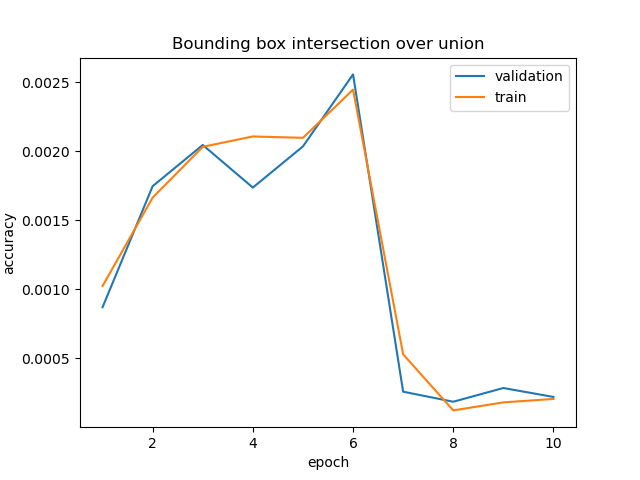 Bounding box intersection over union
validation
train
accuracy
0.0025
0.0020
0.0015
0.0010
0.0005
2 4 6 8 10
epoch